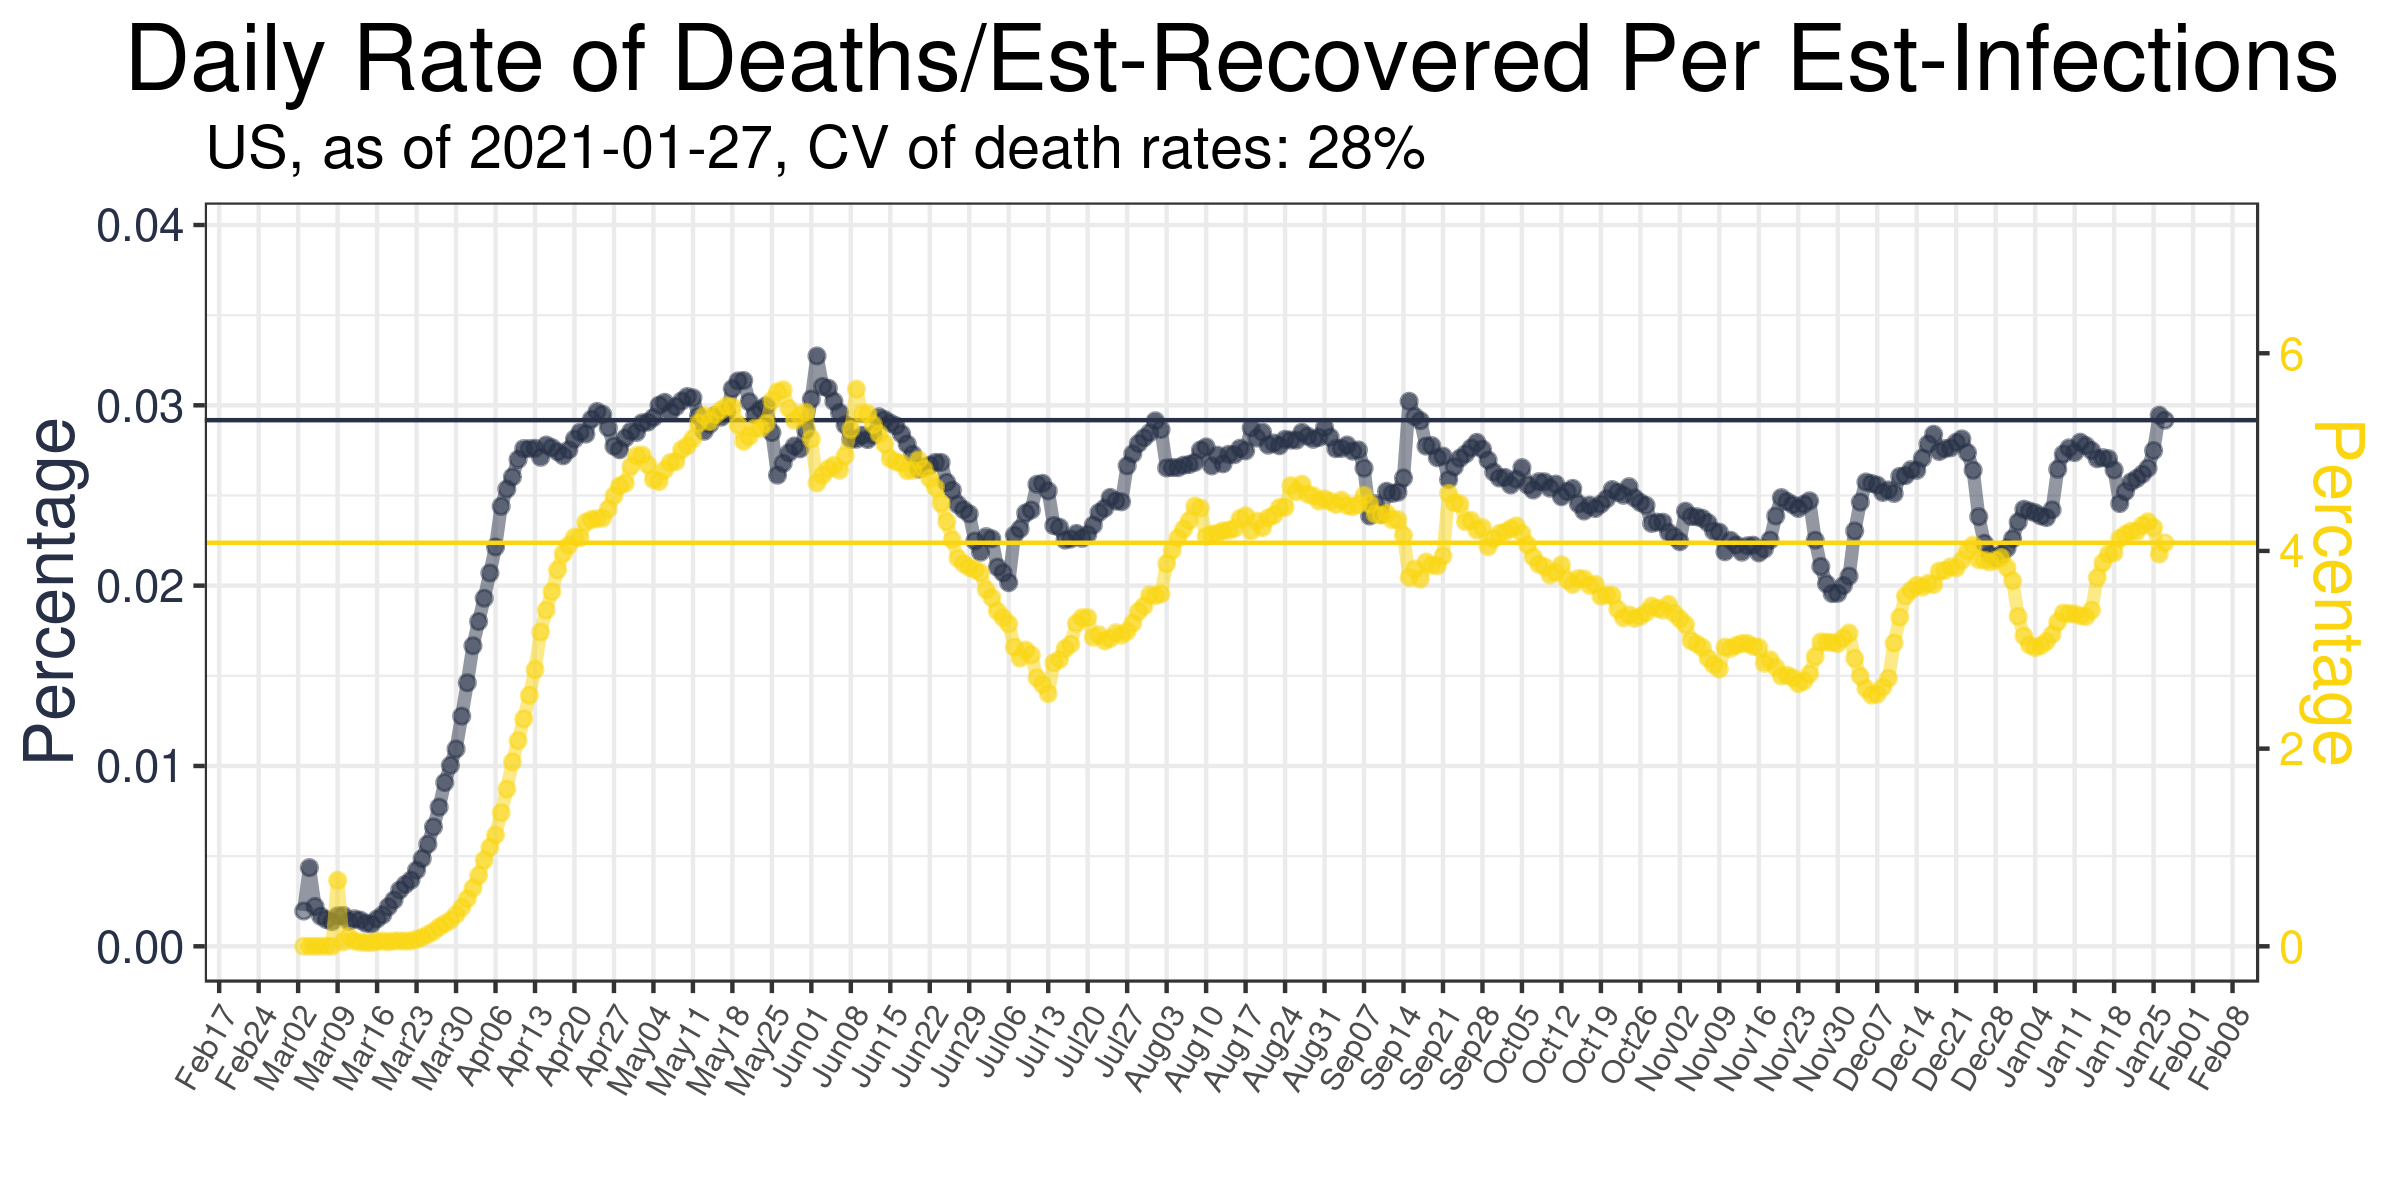 Daily Rate of Deaths/Est-Recovered Per Est-Infections
US, as of 2021-01-27, CV of death rates: 28%
Percentage
0.04
0.03
0.02
0.01
0.00
6
4
2
0
Percentage
Feb17
Feb24
Mar02
Mar09
Mar16
Mar23
Mar30
Apr06
Apr13
Apr20
Apr27
May04
May11
May18
May25
Jun01
Jun08
Jun15
Jun22
Jun29
Jul06
Jul13
Jul20
Jul27
Aug03
Aug10
Aug17
Aug24
Aug31
Sep07
Sep14
Sep21
Sep28
Oct05
Oct12
Oct19
Oct26
Nov02
Nov09
Nov16
Nov23
Nov30
Dec07
Dec14
Dec21
Dec28
Jan04
Jan11
Jan18
Jan25
Feb01
Feb08